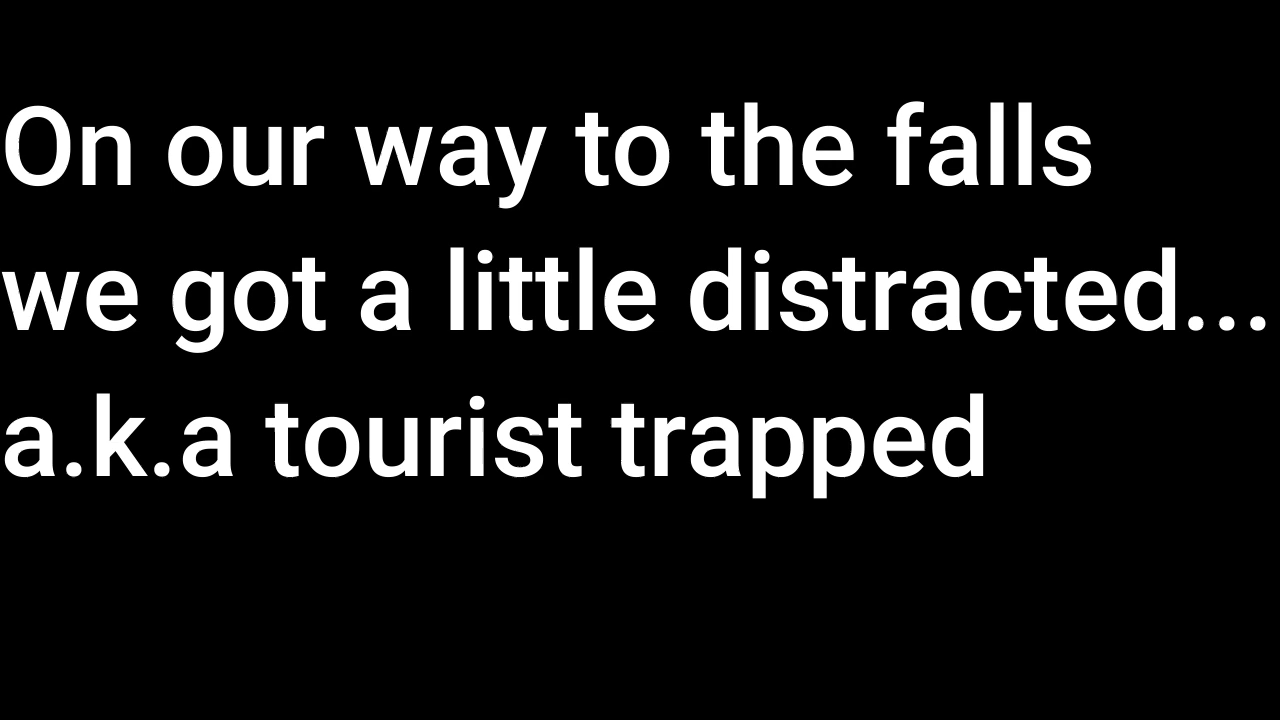 On our way to the falls
we got a little distracted...
a.k.a tourist trapped